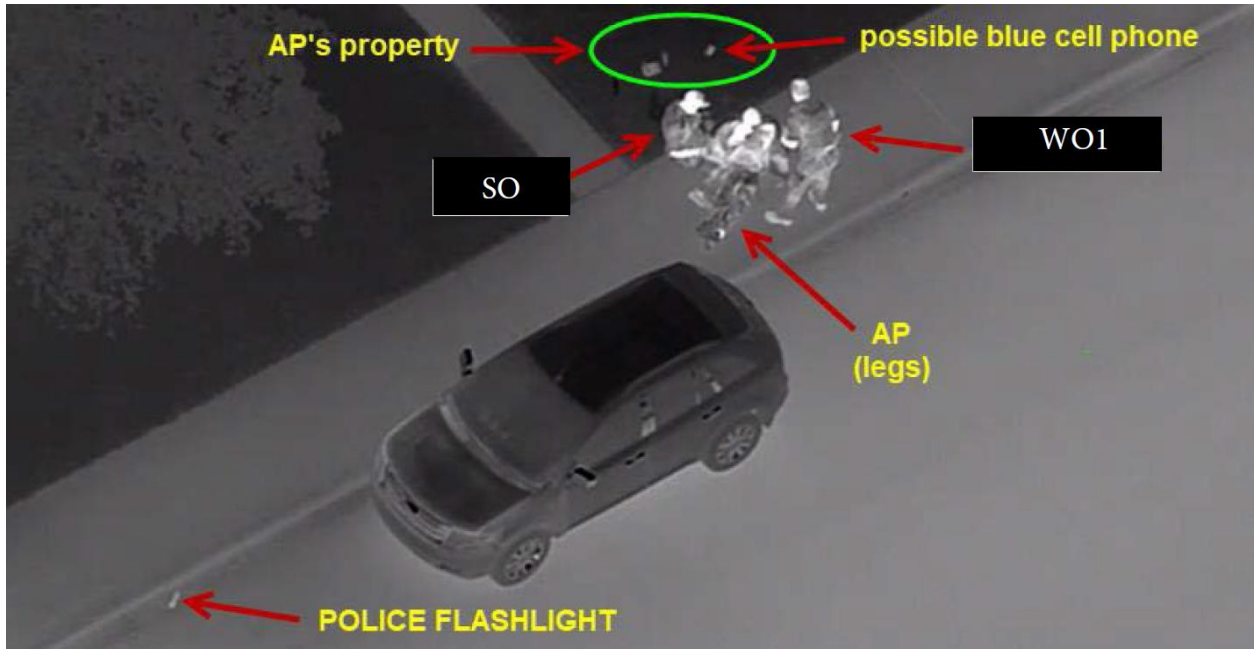 AP's property
possible blue cell phone
SO
WO1
AP
(legs)
POLICE FLASHLIGHT